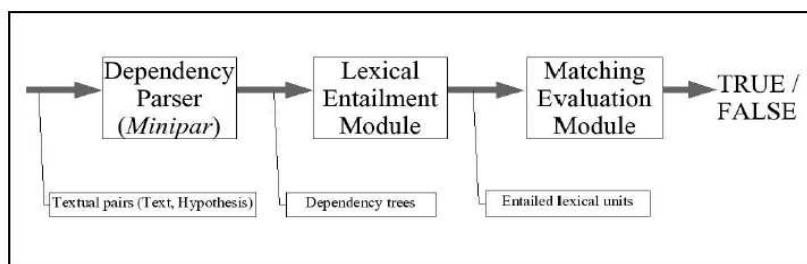 Dependency
Parser
(Minipar)
Lexical
Entailment
Module
Matching
Evaluation
Module
TRUE /
FALSE
Textual pairs (Text, Hypothesis)
Dependency trees
Entailed lexical units